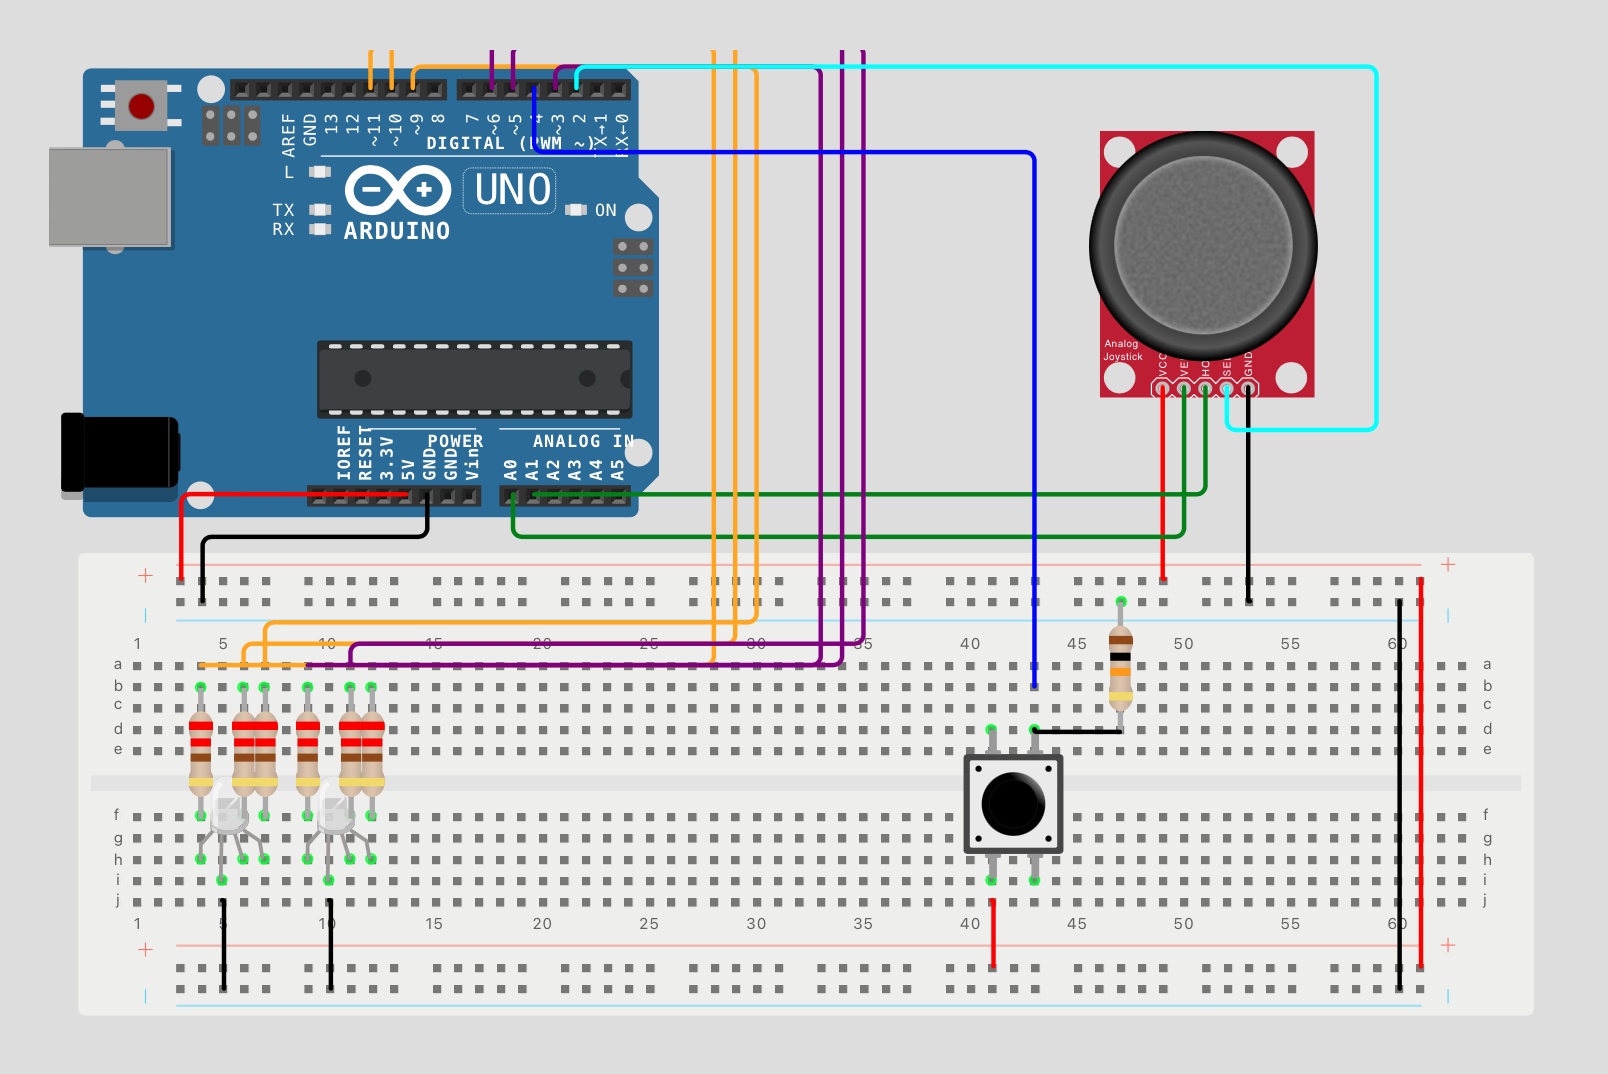 AREF
GND
13
12
~11
~10
~9
8
7
~6
~5
4
~3
2
TX→1
RX←0
DIGITAL (PWM ~)
L
TX
RX
UNO
ON
ARDUINO
Analog
Joystick
VCC
SEL
GND
IOREF
RESET
3.3V
5V
GND
GND
Vin
POWER
ANALOG IN
A0
A1
A2
A3
A4
A5
+ +
1 5 10 15 20 25 30 35 40 45 50 55 60
a a
b b
c c
d d
e e
f f
g g
h h
i i
j j
1 5 10 15 20 25 30 35 40 45 50 55 60
+ +